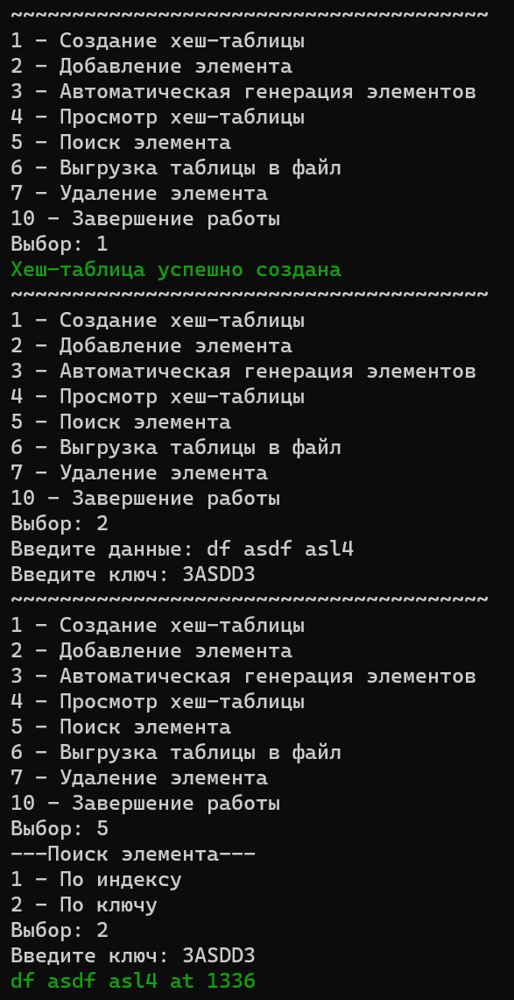 ~~~~~~~~~~~~~~~~~~~~~~~~~~~~~~~~~~~~~~~
1 - Создание хеш-таблицы
2 - Добавление элемента
3 - Автоматическая генерация элементов
4 - Просмотр хеш-таблицы
5 - Поиск элемента
6 - Выгрузка таблицы в файл
7 - Удаление элемента
10 - Завершение работы
Выбор: 1
Хеш-таблица успешно создана
~~~~~~~~~~~~~~~~~~~~~~~~~~~~~~~~~~~~~~~
1 - Создание хеш-таблицы
2 - Добавление элемента
3 - Автоматическая генерация элементов
4 - Просмотр хеш-таблицы
5 - Поиск элемента
6 - Выгрузка таблицы в файл
7 - Удаление элемента
10 - Завершение работы
Выбор: 2
Введите данные: df asdf asl4
Введите ключ: 3ASDD3
~~~~~~~~~~~~~~~~~~~~~~~~~~~~~~~~~~~~~~~
1 - Создание хеш-таблицы
2 - Добавление элемента
3 - Автоматическая генерация элементов
4 - Просмотр хеш-таблицы
5 - Поиск элемента
6 - Выгрузка таблицы в файл
7 - Удаление элемента
10 - Завершение работы
Выбор: 5
---Поиск элемента---
1 - По индексу
2 - По ключу
Выбор: 2
Введите ключ: 3ASDD3
df asdf asl4 at 1336